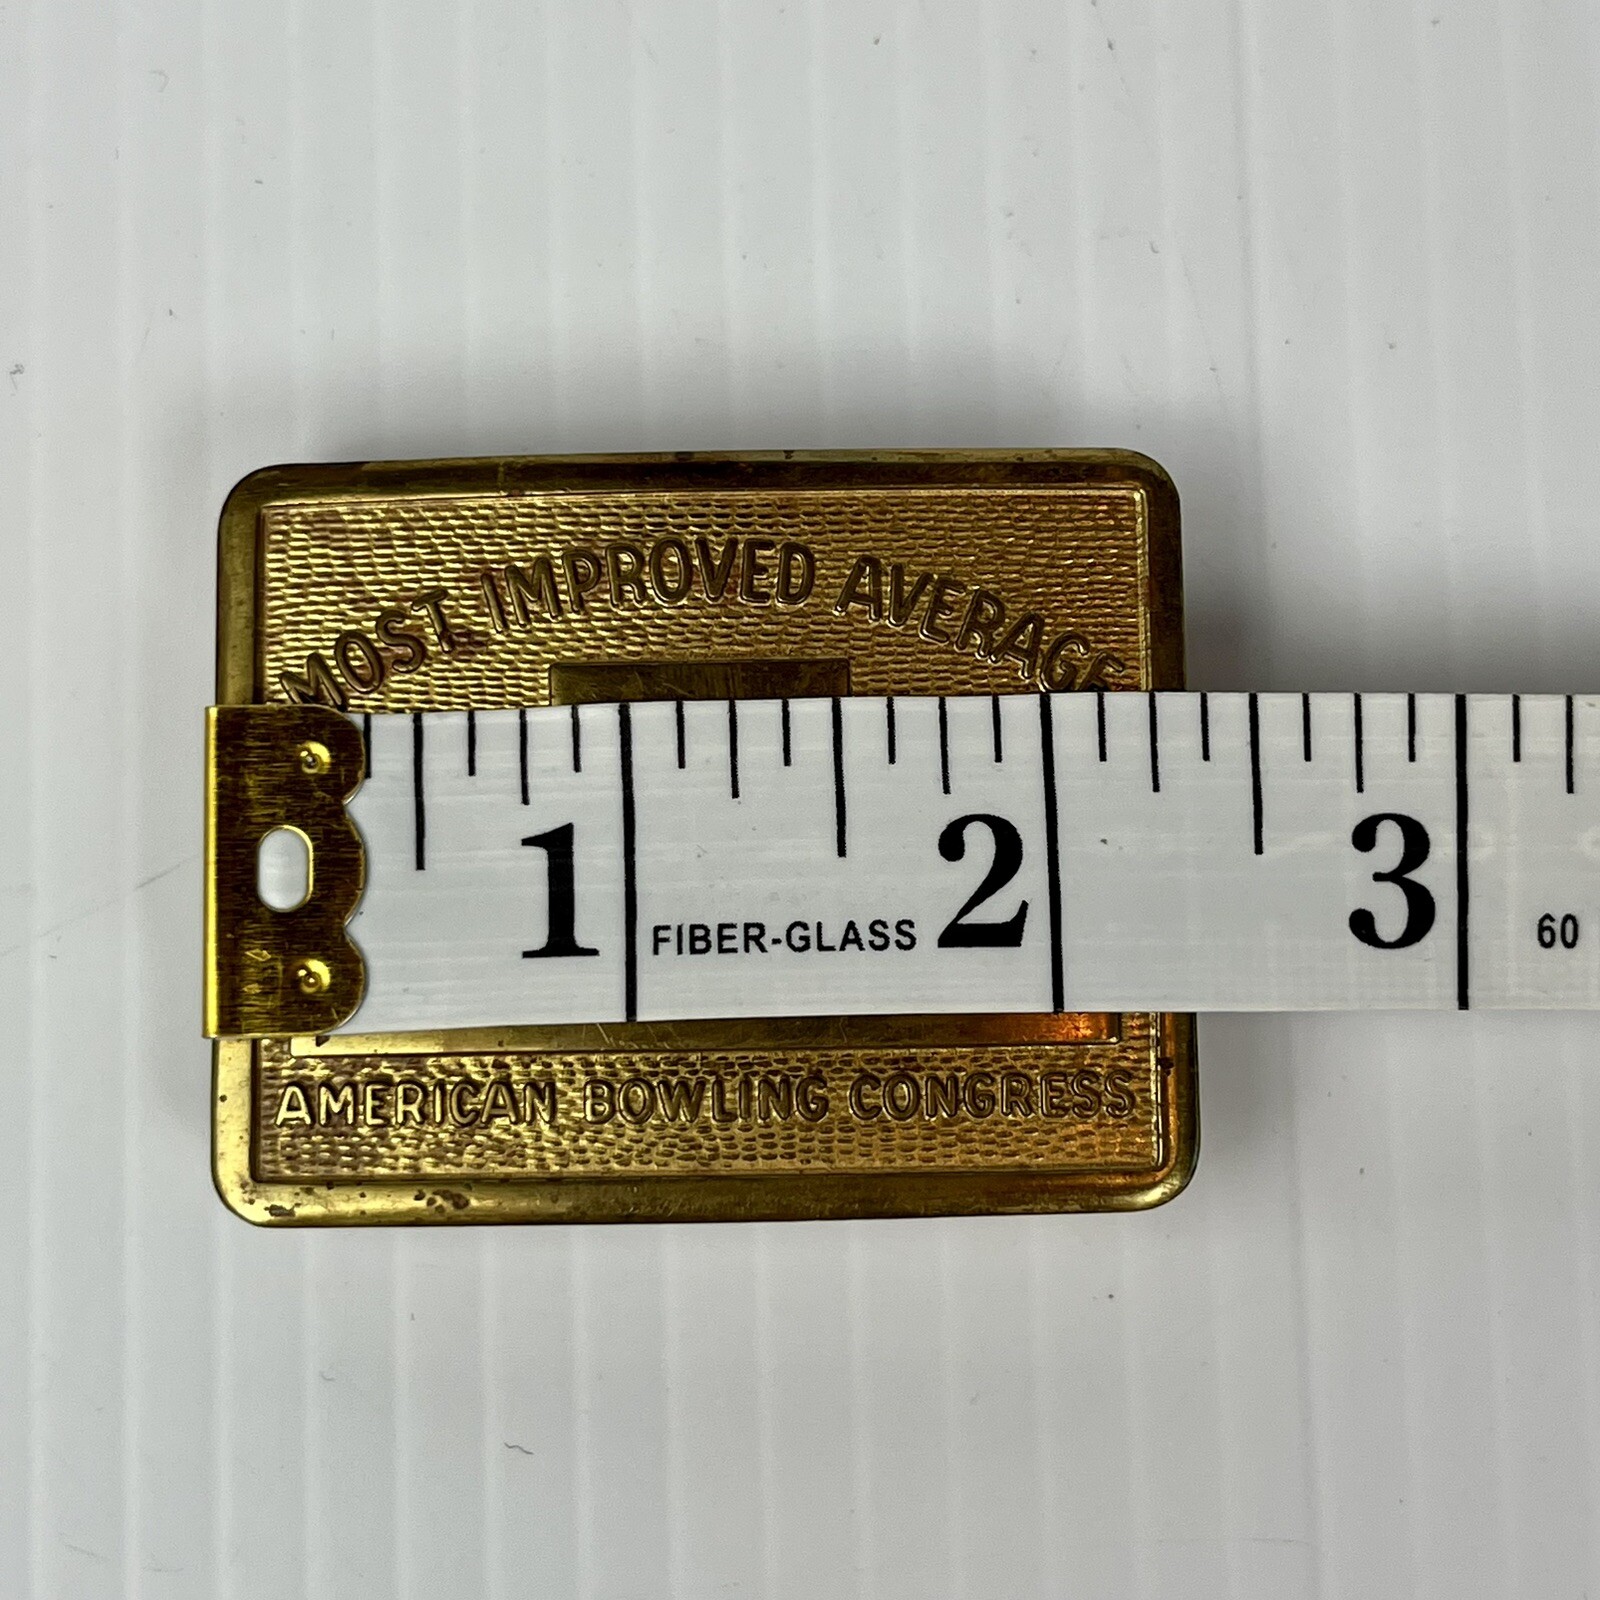 MOST IMPROVED AVERAGE
1 2 3
FIBER-GLASS 60
AMERICAN BOWLING CONGRESS